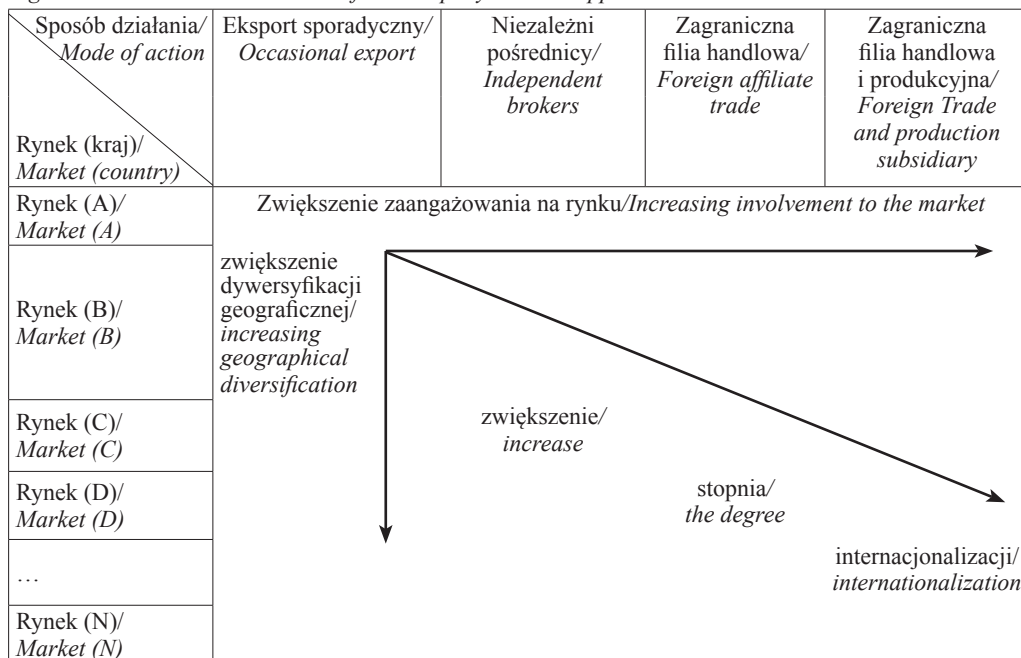 Sposób działania/
Mode of action
Rynek (kraj)/
Market (country)
Eksport sporadyczny/
Occasional export
Niezależni
pośrednicy/
Independent
brokers
Zagraniczna
filia handlowa/
Foreign affiliate
trade
Zagraniczna
filia handlowa
i produkcyjna/
Foreign Trade
and production
subsidiary
Rynek (A)/
Market (A)
Zwiększenie zaangażowania na rynku/Increasing involvement to the market
Rynek (B)/
Market (B)
zwiększenie
dywersyfikacji
geograficznej/
increasing
geographical
diversification
Rynek (C)/
Market (C)
zwiększenie/
increase
Rynek (D)/
Market (D)
stopnia/
the degree
…
internacjonalizacji/
internationalization
Rynek (N)/
Market (N)